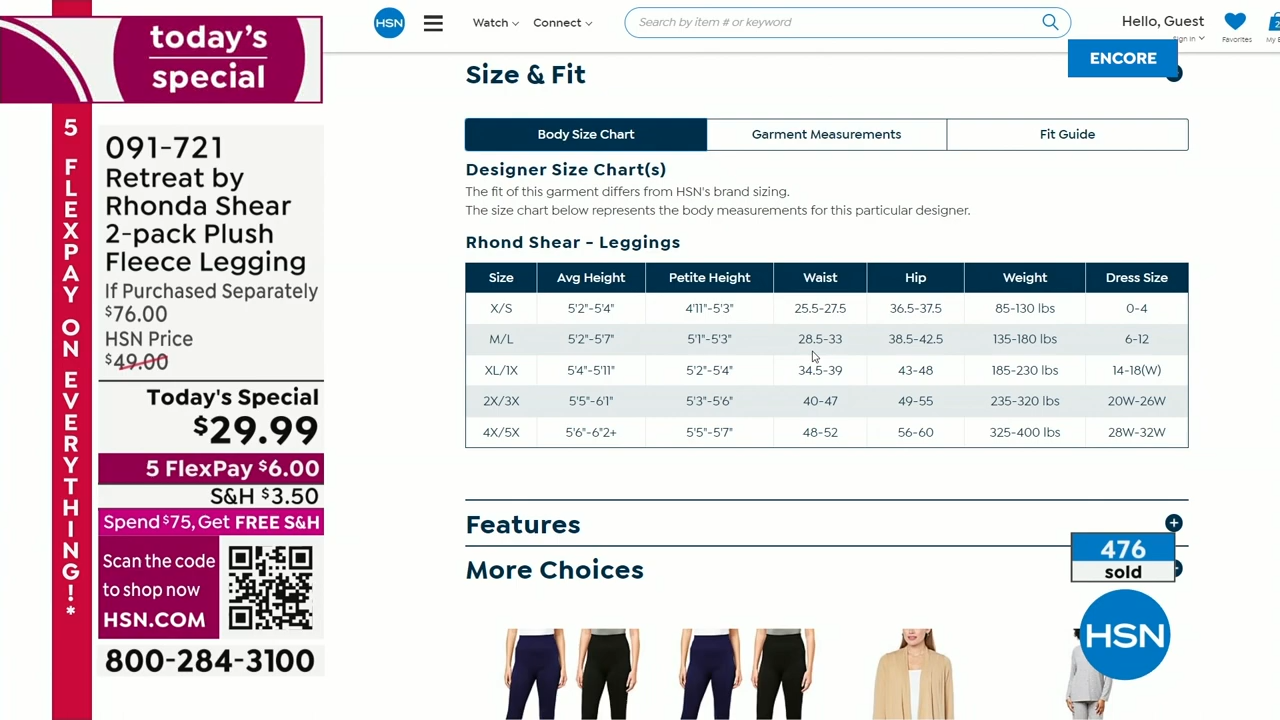 today's
special
5 FLEXPAY ON EVERYTHING!*
091-721
Retreat by
Rhonda Shear
2-pack Plush
Fleece Legging
If Purchased Separately
$76.00
HSN Price
$49.00
Today's Special
$29.99
5 FlexPay $6.00
S&H $3.50
Spend $75, Get FREE S&H
Scan the code
to shop now
HSN.COM
800-284-3100
HSN Watch Connect Search by item # or keyword Hello, Guest
Sign In Favorites My
ENCORE
Size & Fit
Body Size Chart Garment Measurements Fit Guide
Designer Size Chart(s)
The fit of this garment differs from HSN's brand sizing.
The size chart below represents the body measurements for this particular designer.
Rhond Shear - Leggings
Size Avg Height Petite Height Waist Hip Weight Dress Size
X/S 5'2"-5'4" 4'11"-5'3" 25.5-27.5 36.5-37.5 85-130 lbs 0-4
M/L 5'2"-5'7" 5'1"-5'3" 28.5-33 38.5-42.5 135-180 lbs 6-12
XL/1X 5'4"-5'11" 5'2"-5'4" 34.5-39 43-48 185-230 lbs 14-18(W)
2X/3X 5'5"-6'1" 5'3"-5'6" 40-47 49-55 235-320 lbs 20W-26W
4X/5X 5'6"-6"2+ 5'5"-5'7" 48-52 56-60 325-400 lbs 28W-32W
Features
More Choices
476
sold
HSN